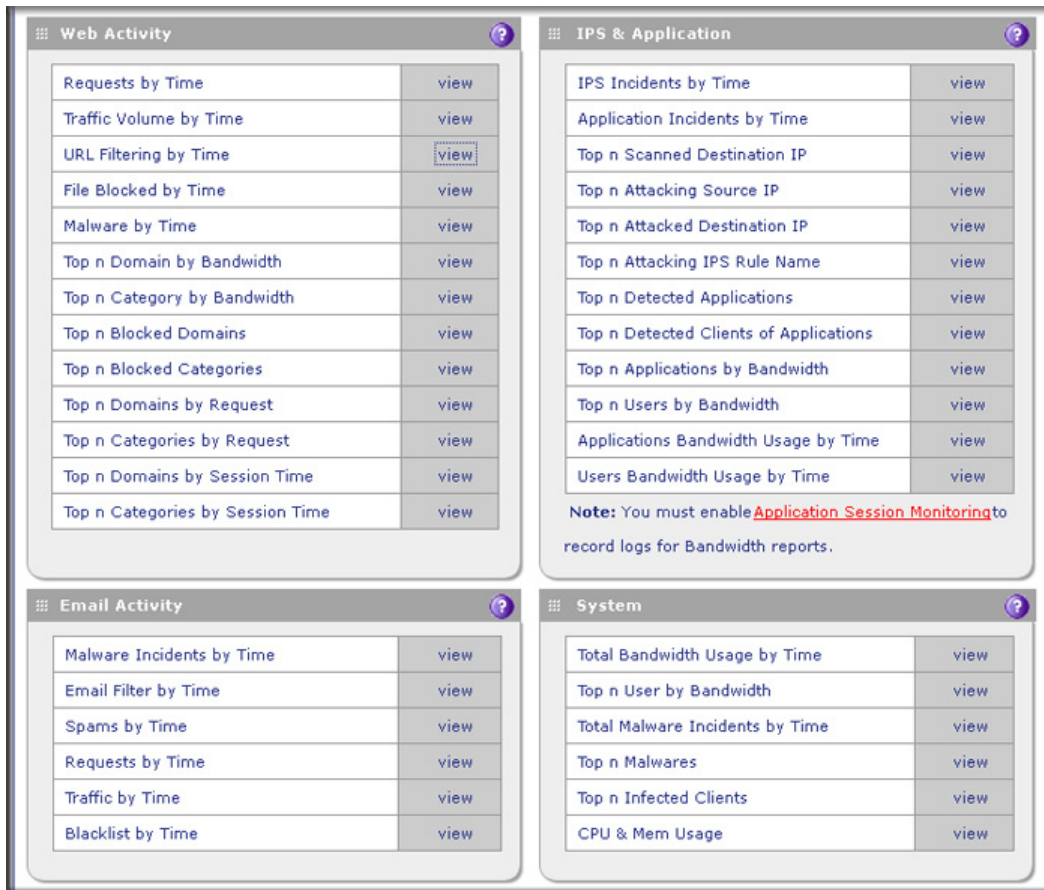 Web Activity
?
Requests by Time view
Traffic Volume by Time view
URL Filtering by Time view
File Blocked by Time view
Malware by Time view
Top n Domain by Bandwidth view
Top n Category by Bandwidth view
Top n Blocked Domains view
Top n Blocked Categories view
Top n Domains by Request view
Top n Categories by Request view
Top n Domains by Session Time view
Top n Categories by Session Time view
IPS & Application
?
IPS Incidents by Time view
Application Incidents by Time view
Top n Scanned Destination IP view
Top n Attacking Source IP view
Top n Attacked Destination IP view
Top n Attacking IPS Rule Name view
Top n Detected Applications view
Top n Detected Clients of Applications view
Top n Applications by Bandwidth view
Top n Users by Bandwidth view
Applications Bandwidth Usage by Time view
Users Bandwidth Usage by Time view
Note: You must enable Application Session Monitoring to
record logs for Bandwidth reports.
Email Activity
?
Malware Incidents by Time view
Email Filter by Time view
Spams by Time view
Requests by Time view
Traffic by Time view
Blacklist by Time view
System
?
Total Bandwidth Usage by Time view
Top n User by Bandwidth view
Total Malware Incidents by Time view
Top n Malwares view
Top n Infected Clients view
CPU & Mem Usage view